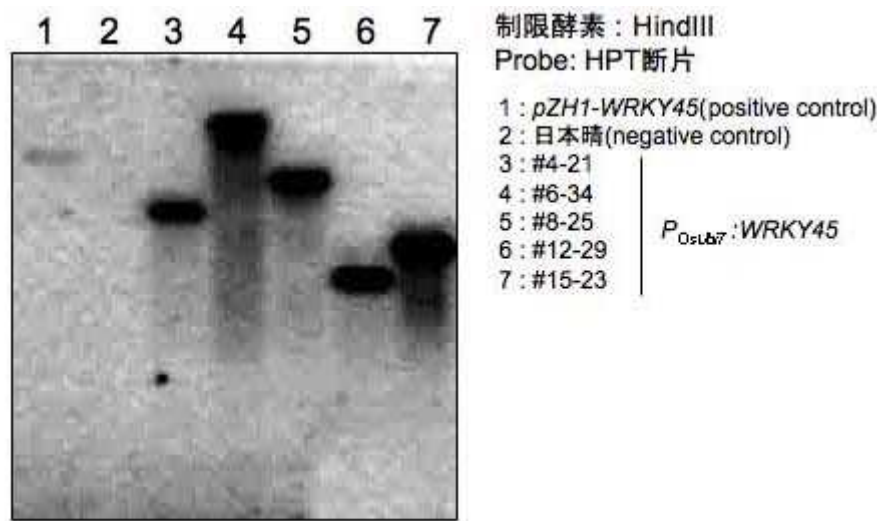 1 2 3 4 5 6 7
制限酵素 : HindIII
Probe: HPT断片
1 : pZH1-WRKY45(positive control)
2 : 日本晴(negative control)
3 : #4-21
4 : #6-34
5 : #8-25
6 : #12-29
7 : #15-23
POsubi7:WRKY45